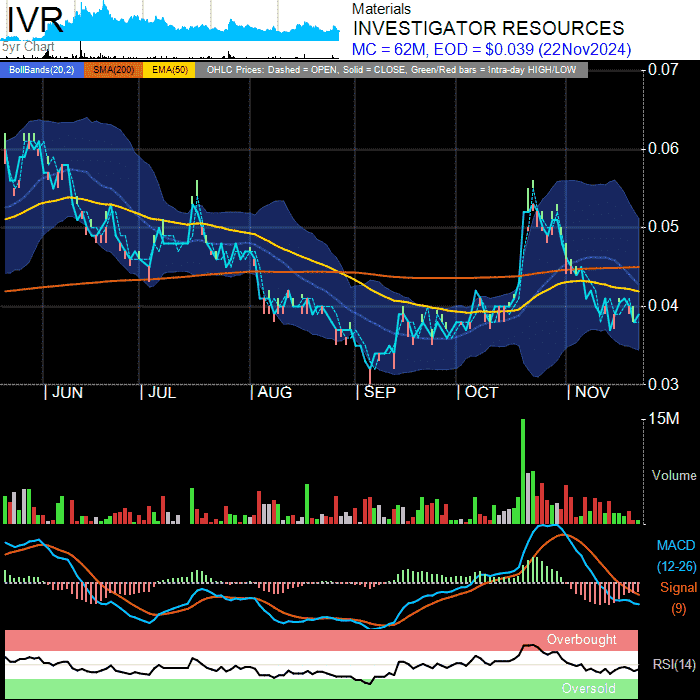 IVR
5yr Chart
Materials
INVESTIGATOR RESOURCES
MC = 62M, EOD = $0.039 (22Nov2024)
BollBands(20,2) SMA(200) EMA(50) OHLC Prices: Dashed = OPEN, Solid = CLOSE, Green/Red bars = Intra-day HIGH/LOW
0.07
0.06
0.05
0.04
0.03
| JUN | JUL | AUG | SEP | OCT | NOV
15M
Volume
MACD
(12-26)
Signal
(9)
Overbought
RSI(14)
Oversold